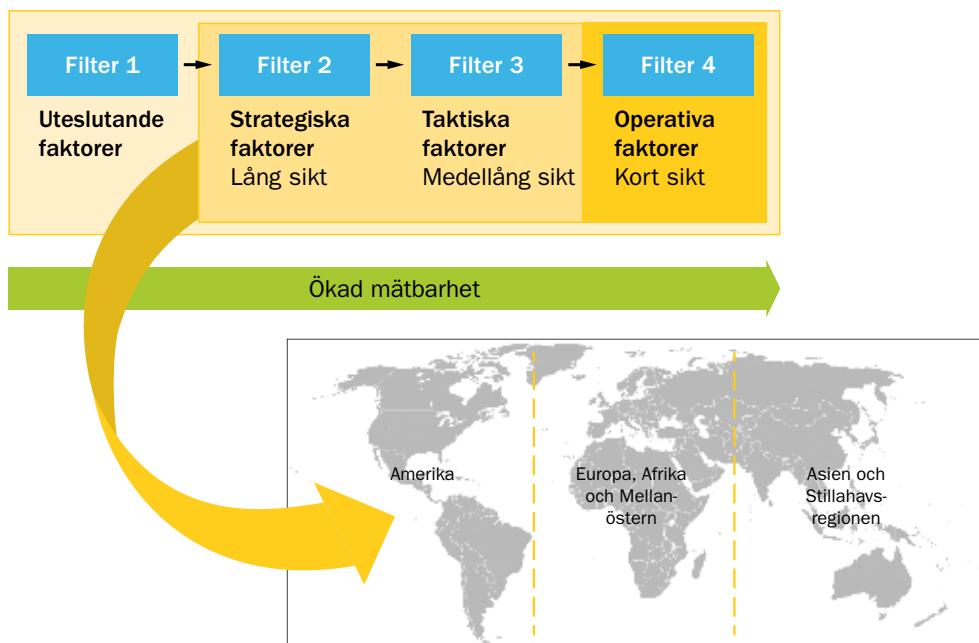 Filter 1
Filter 2
Filter 3
Filter 4
Uteslutande
faktorer
Strategiska
faktorer
Lång sikt
Taktiska
faktorer
Medellång sikt
Operativa
faktorer
Kort sikt
Ökad mätbarhet
Amerika
Europa, Afrika
och Mellan-
östern
Asien och
Stillahavs-
regionen